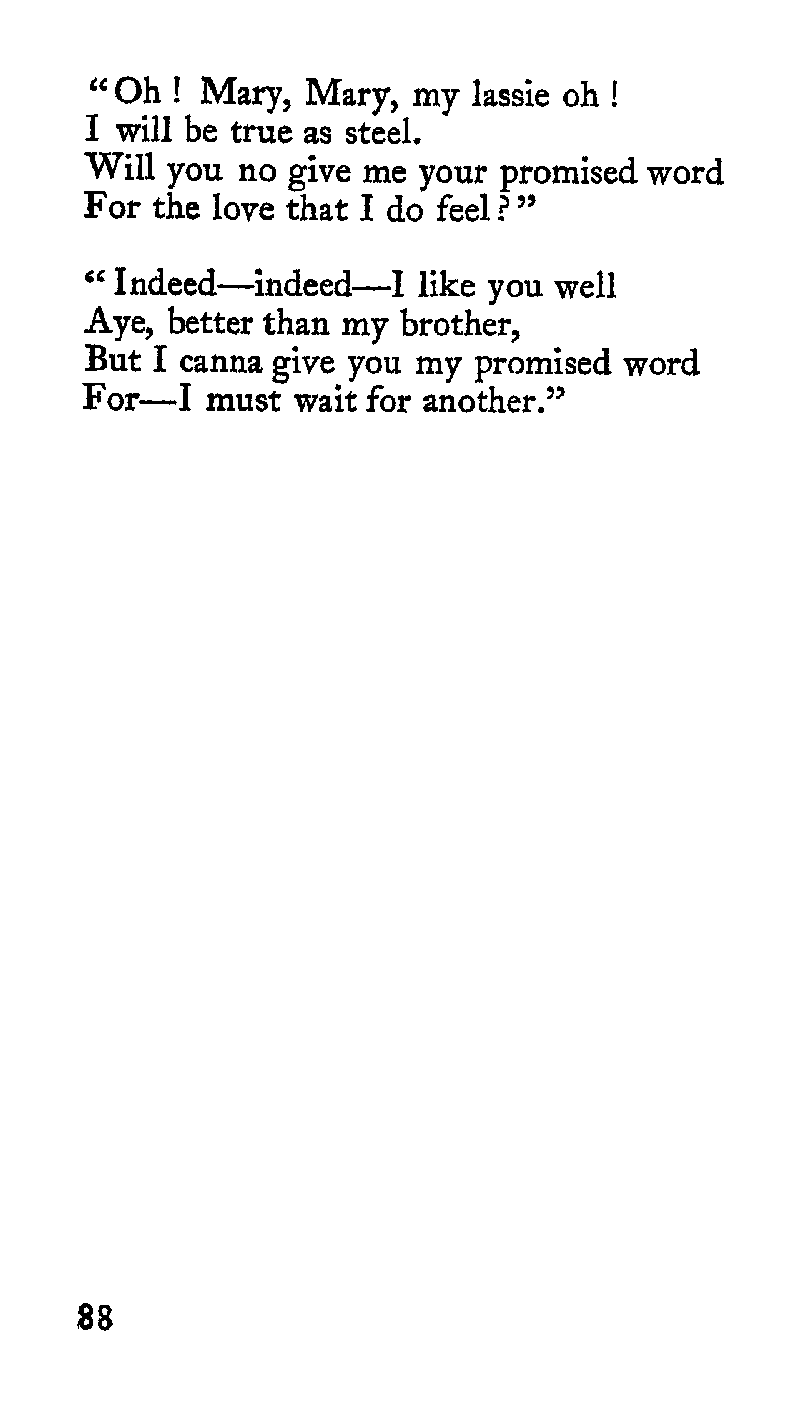 “Oh ! Mary, Mary, my lassie oh !
I will be true as steel.
Will you no give me your promised word
For the love that I do feel ? ”

“ Indeed—indeed—I like you well
Aye, better than my brother,
But I canna give you my promised word
For—I must wait for another.”

88